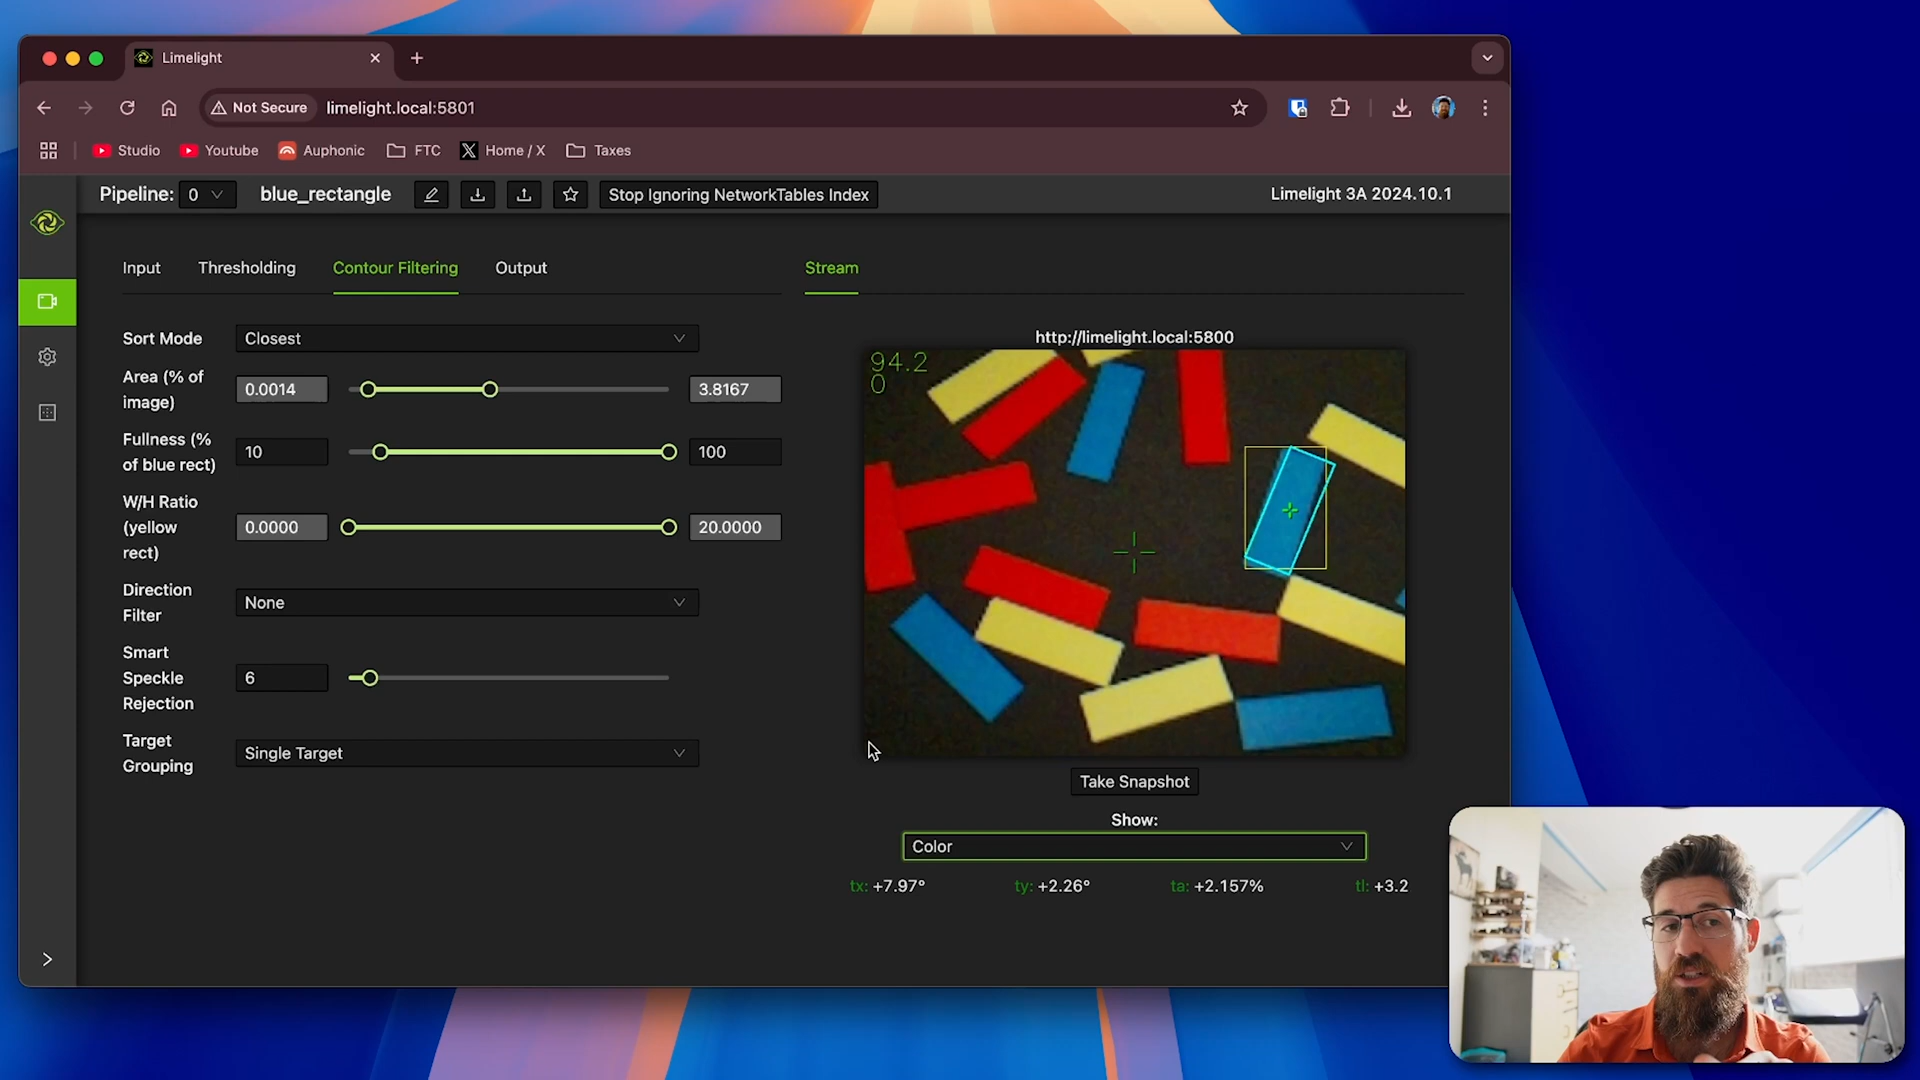 Limelight
Not Secure
limelight.local:5801
Studio
Youtube
Auphonic
FTC
Home / X
Taxes
Pipeline:
0
blue_rectangle
Stop Ignoring NetworkTables Index
Limelight 3A 2024.10.1
Input
Thresholding
Contour Filtering
Output
Stream
Sort Mode
Closest
Area (% of
image)
0.0014
3.8167
Fullness (%
of blue rect)
10
100
W/H Ratio
(yellow
rect)
0.0000
20.0000
Direction
Filter
None
Smart
Speckle
Rejection
6
Target
Grouping
Single Target
http://limelight.local:5800
94.2
0
Take Snapshot
Show:
Color
tx: +7.97°
ty: +2.26°
ta: +2.157%
tl: +3.2